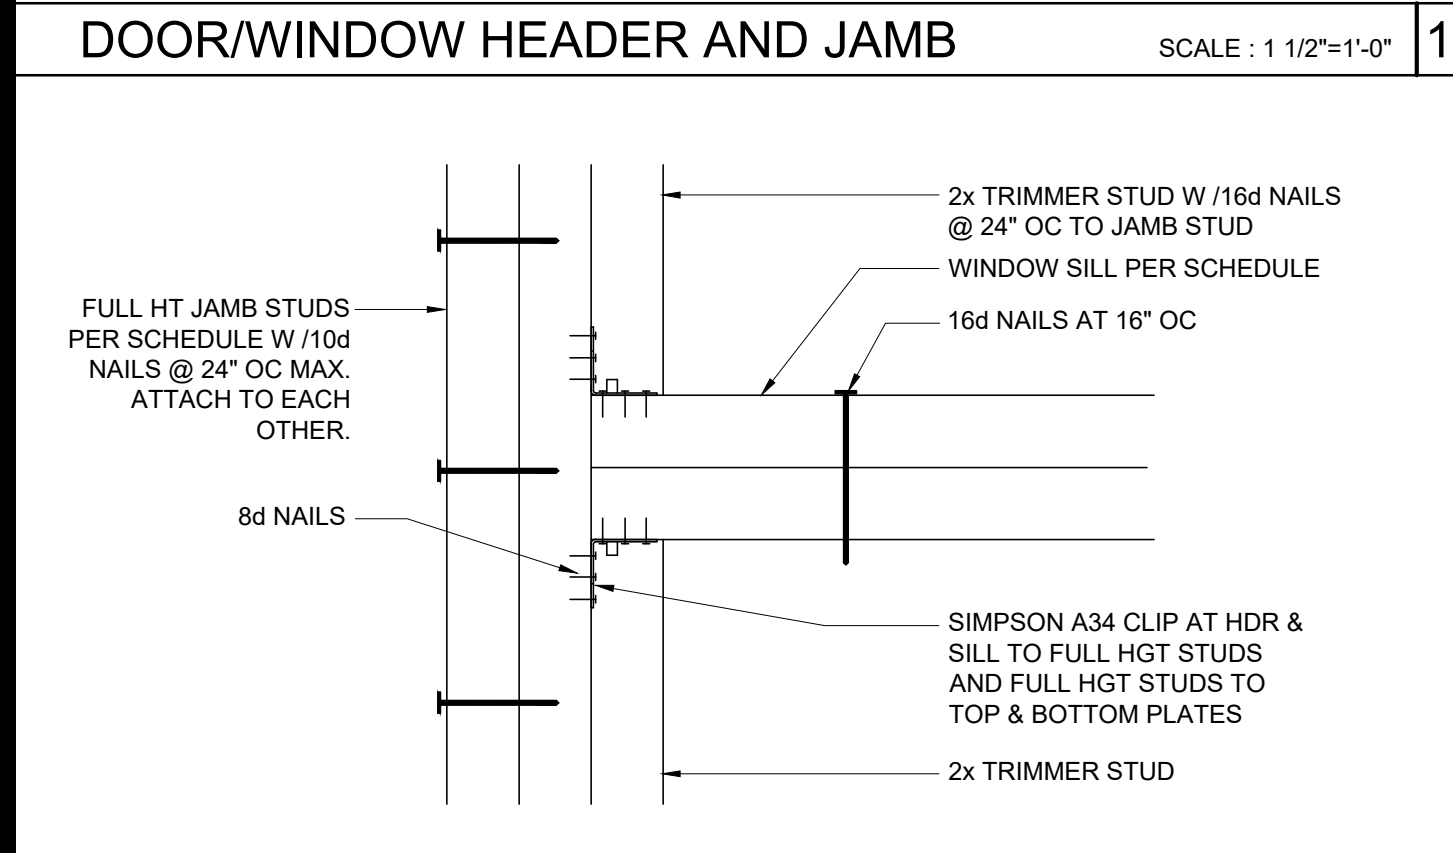 DOOR/WINDOW HEADER AND JAMB
SCALE : 1 1/2"=1'-0"
1
2x TRIMMER STUD W /16d NAILS
@ 24" OC TO JAMB STUD
WINDOW SILL PER SCHEDULE
16d NAILS AT 16" OC
FULL HT JAMB STUDS
PER SCHEDULE W /10d
NAILS @ 24" OC MAX.
ATTACH TO EACH
OTHER.
8d NAILS
SIMPSON A34 CLIP AT HDR &
SILL TO FULL HGT STUDS
AND FULL HGT STUDS TO
TOP & BOTTOM PLATES
2x TRIMMER STUD